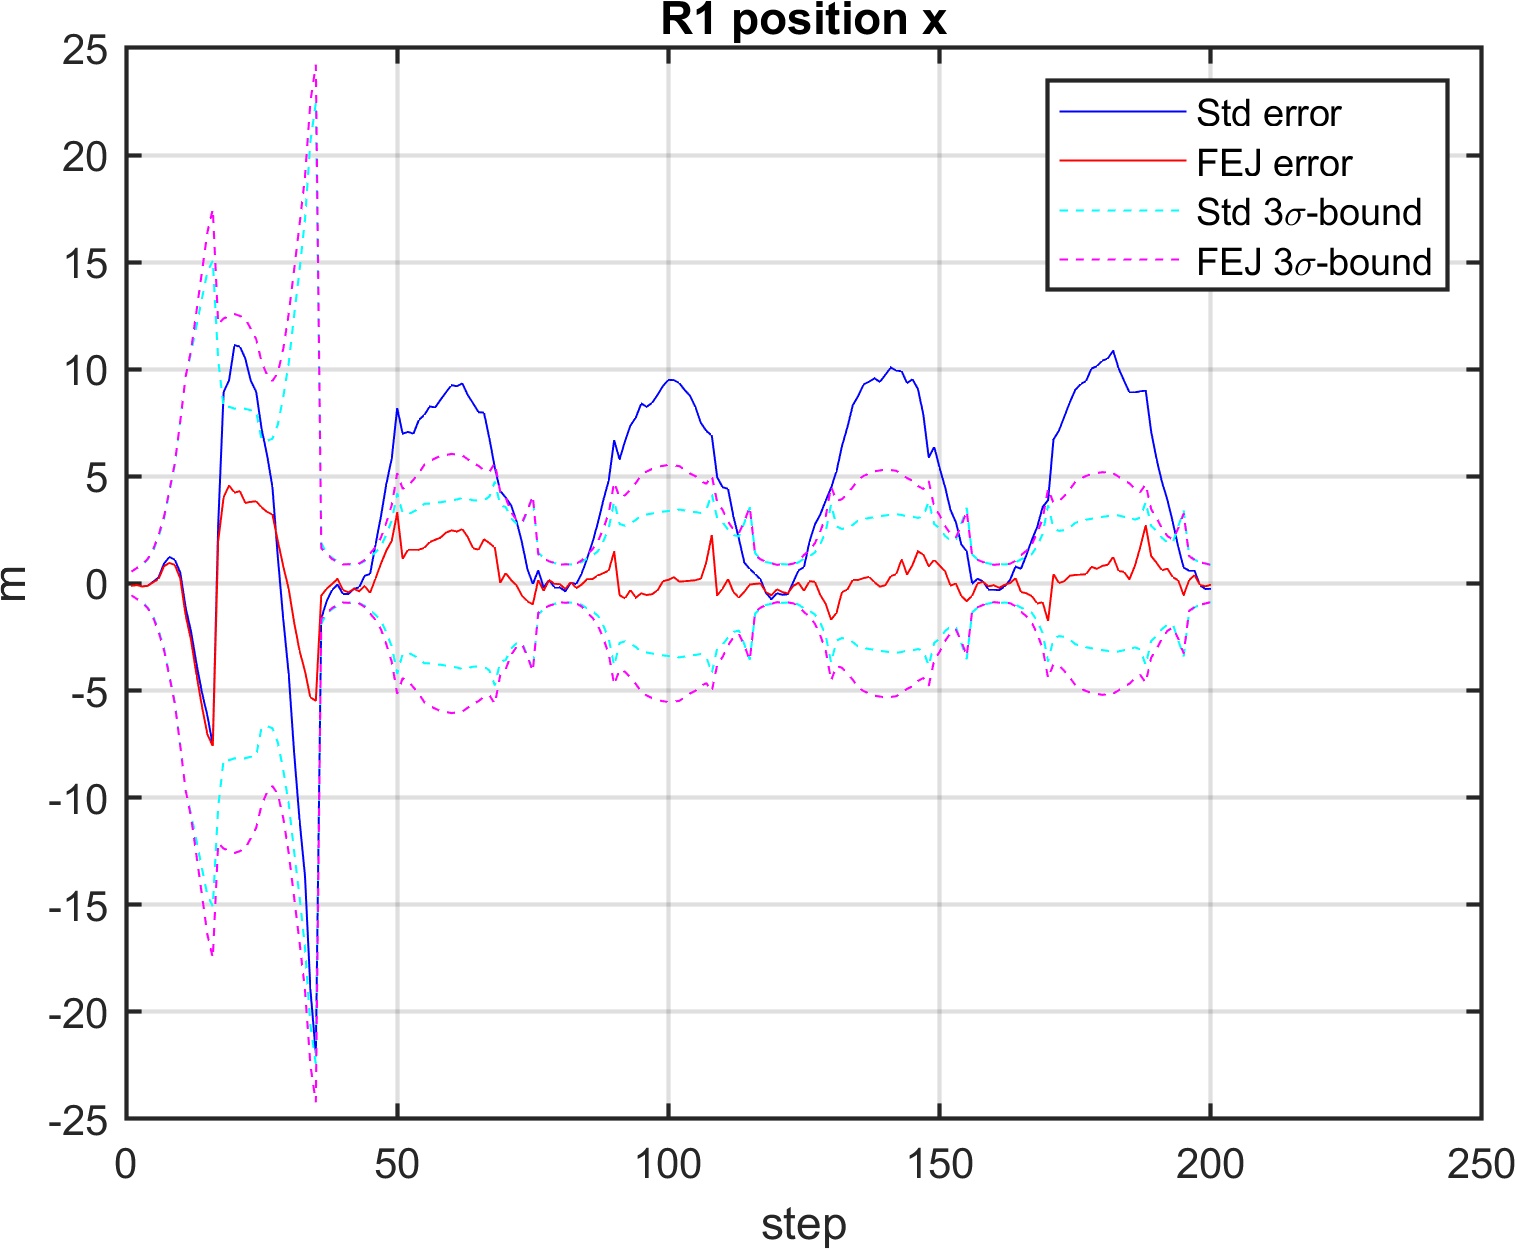 R1 position x
25
20
15
10
5
0
-5
-10
-15
-20
-25
m
Std error
FEJ error
Std 3σ-bound
FEJ 3σ-bound
0 50 100 150 200 250
step